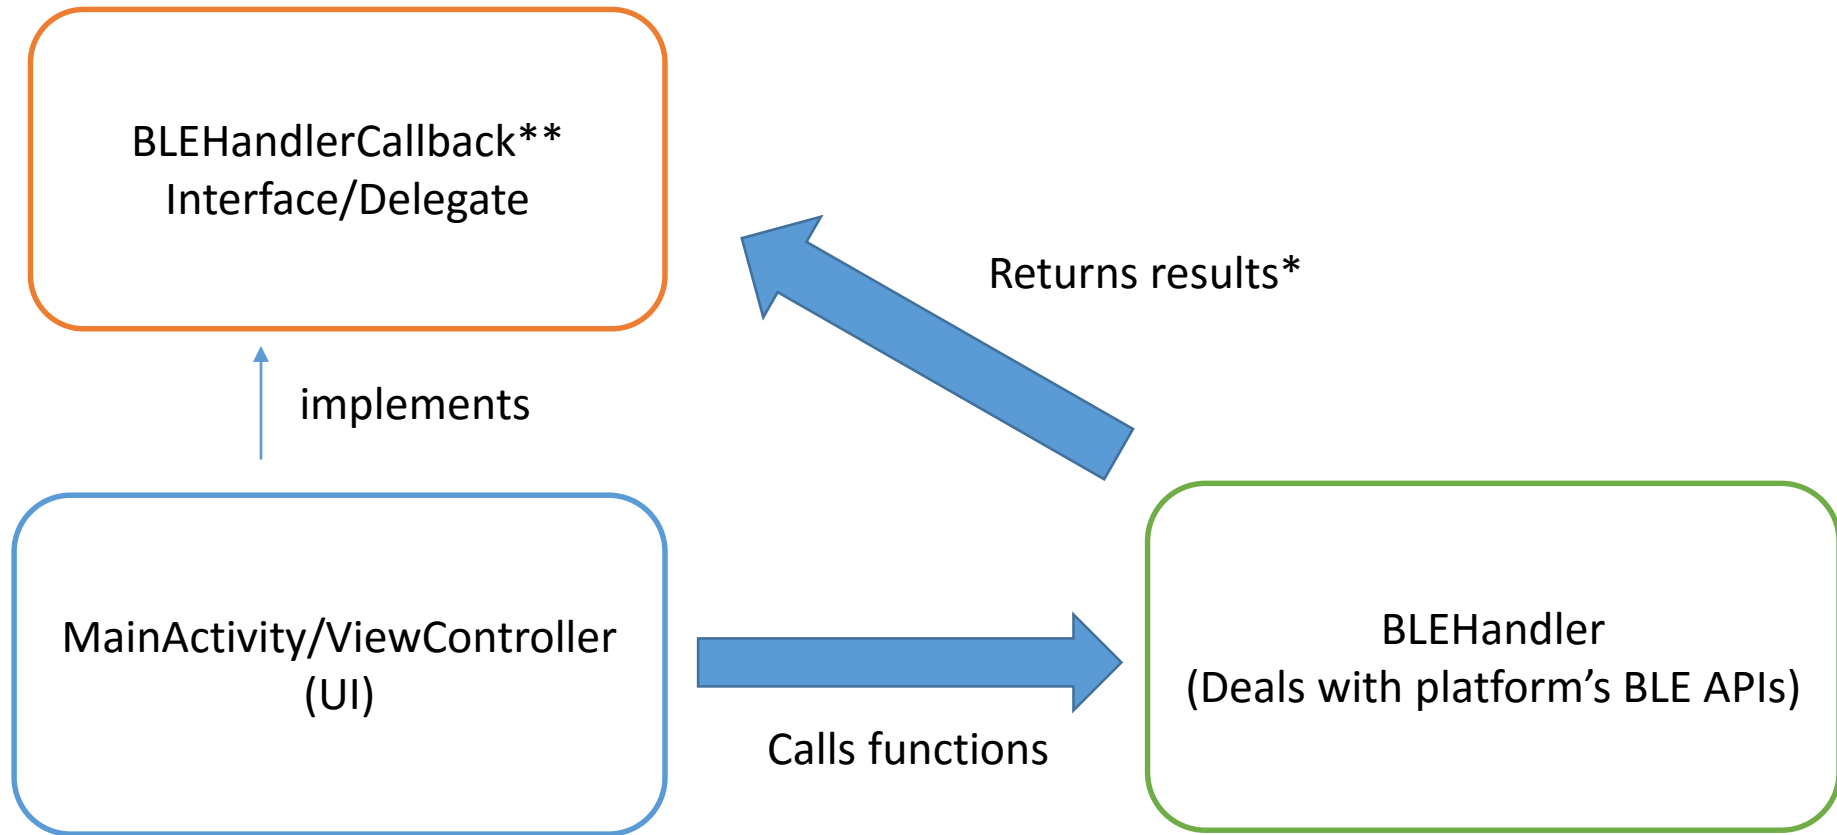 BLEHandlerCallback**
Interface/Delegate
Returns results*
implements
MainActivity/ViewController
(UI)
Calls functions
BLEHandler
(Deals with platform’s BLE APIs)